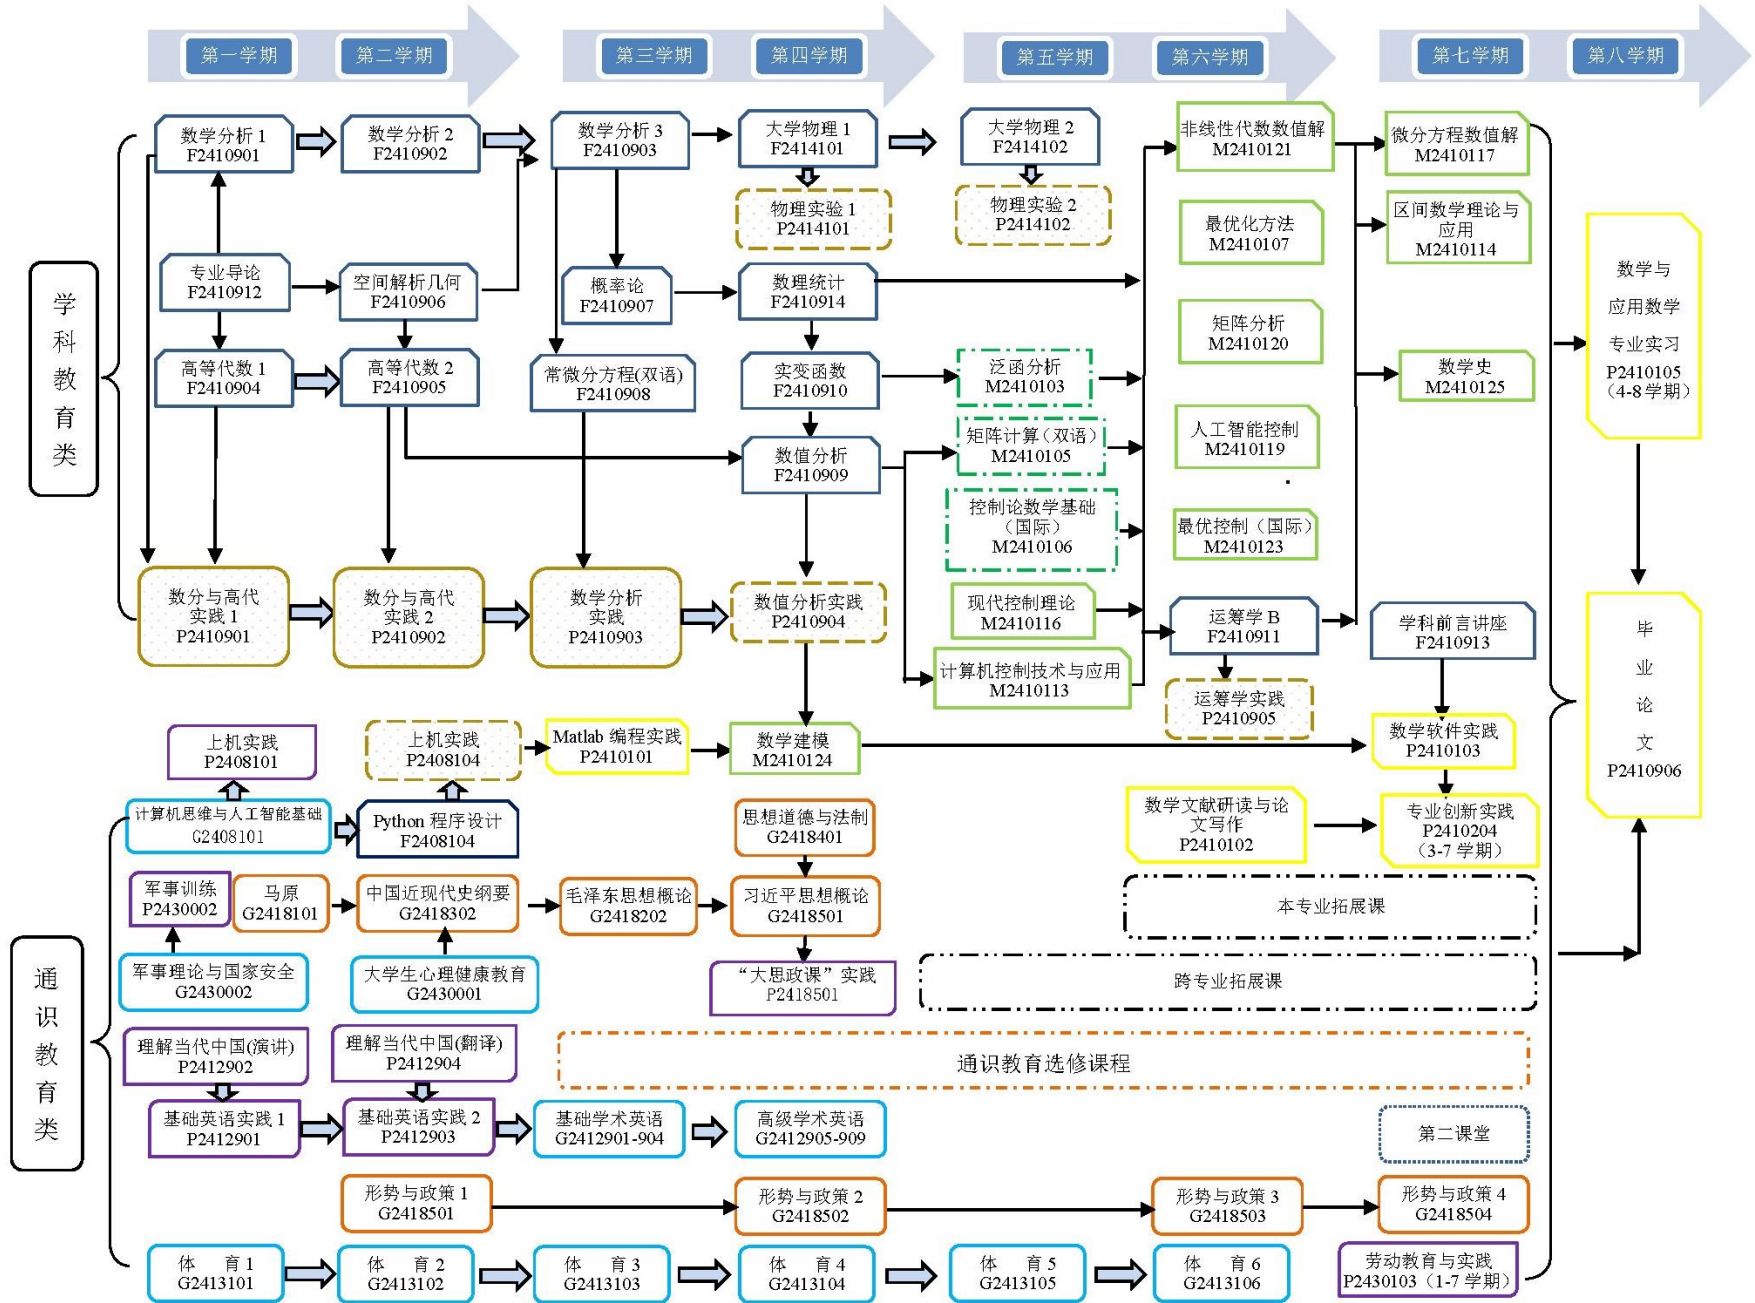 第一学期
第二学期
第三学期
第四学期
第五学期
第六学期
第七学期
第八学期
学科教育类
数学分析 1
F2410901
数学分析 2
F2410902
数学分析 3
F2410903
大学物理 1
F2414101
大学物理 2
F2414102
非线性代数数值解
M2410121
微分方程数值解
M2410117
物理实验 1
P2414101
物理实验 2
P2414102
最优化方法
M2410107
区间数学理论与
应用
M2410114
专业导论
F2410912
空间解析几何
F2410906
概率论
F2410907
数理统计
F2410914
矩阵分析
M2410120
数学与
应用数学
专业实习
P2410105
（4-8 学期）
高等代数 1
F2410904
高等代数 2
F2410905
常微分方程(双语)
F2410908
实变函数
F2410910
泛函分析
M2410103
数学史
M2410125
数值分析
F2410909
矩阵计算（双语）
M2410105
人工智能控制
M2410119
控制论数学基础
（国际）
M2410106
最优控制（国际）
M2410123
数分与高代
实践 1
P2410901
数分与高代
实践 2
P2410902
数学分析
实践
P2410903
数值分析实践
P2410904
现代控制理论
M2410116
运筹学 B
F2410911
学科前言讲座
F2410913
计算机控制技术与应用
M2410113
运筹学实践
P2410905
毕
业
论
文
P2410906
上机实践
P2408101
上机实践
P2408104
Matlab 编程实践
P2410101
数学建模
M2410124
数学软件实践
P2410103
通识教育类
计算机思维与人工智能基础
G2408101
Python 程序设计
F2408104
思想道德与法制
G2418401
数学文献研读与论
文写作
P2410102
专业创新实践
P2410204
（3-7 学期）
军事训练
P2430002
马原
G2418101
中国近现代史纲要
G2418302
毛泽东思想概论
G2418202
习近平思想概论
G2418501
本专业拓展课
军事理论与国家安全
G2430002
大学生心理健康教育
G2430001
“大思政课”实践
P2418501
跨专业拓展课
理解当代中国(演讲)
P2412902
理解当代中国(翻译)
P2412904
通识教育选修课程
基础英语实践 1
P2412901
基础英语实践 2
P2412903
基础学术英语
G2412901-904
高级学术英语
G2412905-909
第二课堂
形势与政策 1
G2418501
形势与政策 2
G2418502
形势与政策 3
G2418503
形势与政策 4
G2418504
体 育 1
G2413101
体 育 2
G2413102
体 育 3
G2413103
体 育 4
G2413104
体 育 5
G2413105
体 育 6
G2413106
劳动教育与实践
P2430103（1-7 学期）